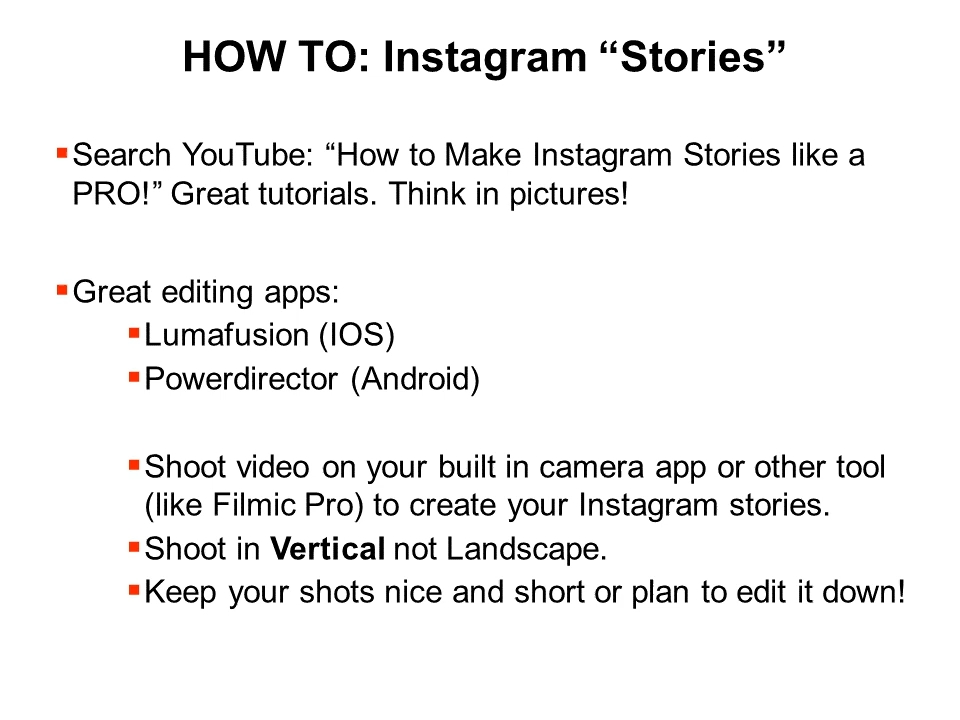 HOW TO: Instagram “Stories”
▪Search YouTube: “How to Make Instagram Stories like a
PRO!” Great tutorials. Think in pictures!
▪Great editing apps:
▪Lumafusion (IOS)
▪Powerdirector (Android)
▪Shoot video on your built in camera app or other tool
(like Filmic Pro) to create your Instagram stories.
▪Shoot in Vertical not Landscape.
▪Keep your shots nice and short or plan to edit it down!